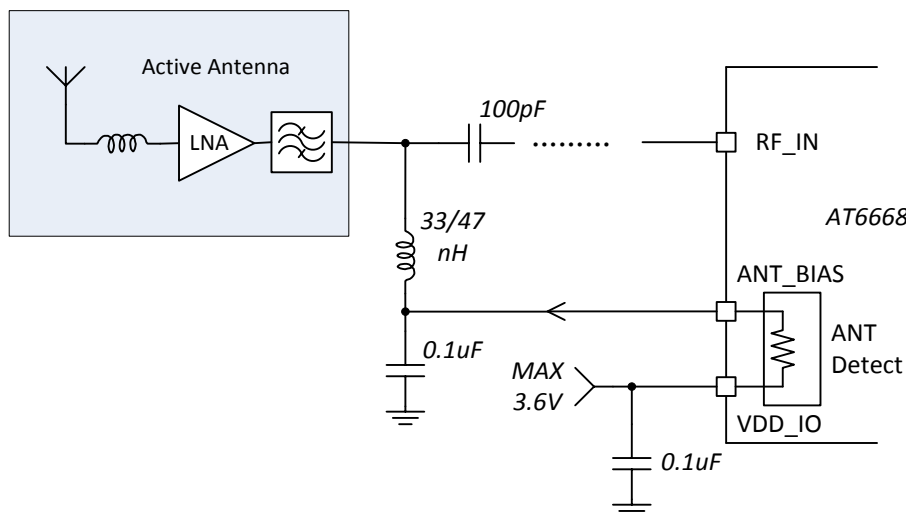 Active Antenna
LNA
100pF
RF_IN
AT6668
33/47
nH
ANT_BIAS
ANT
Detect
0.1uF
MAX
3.6V
VDD_IO
0.1uF